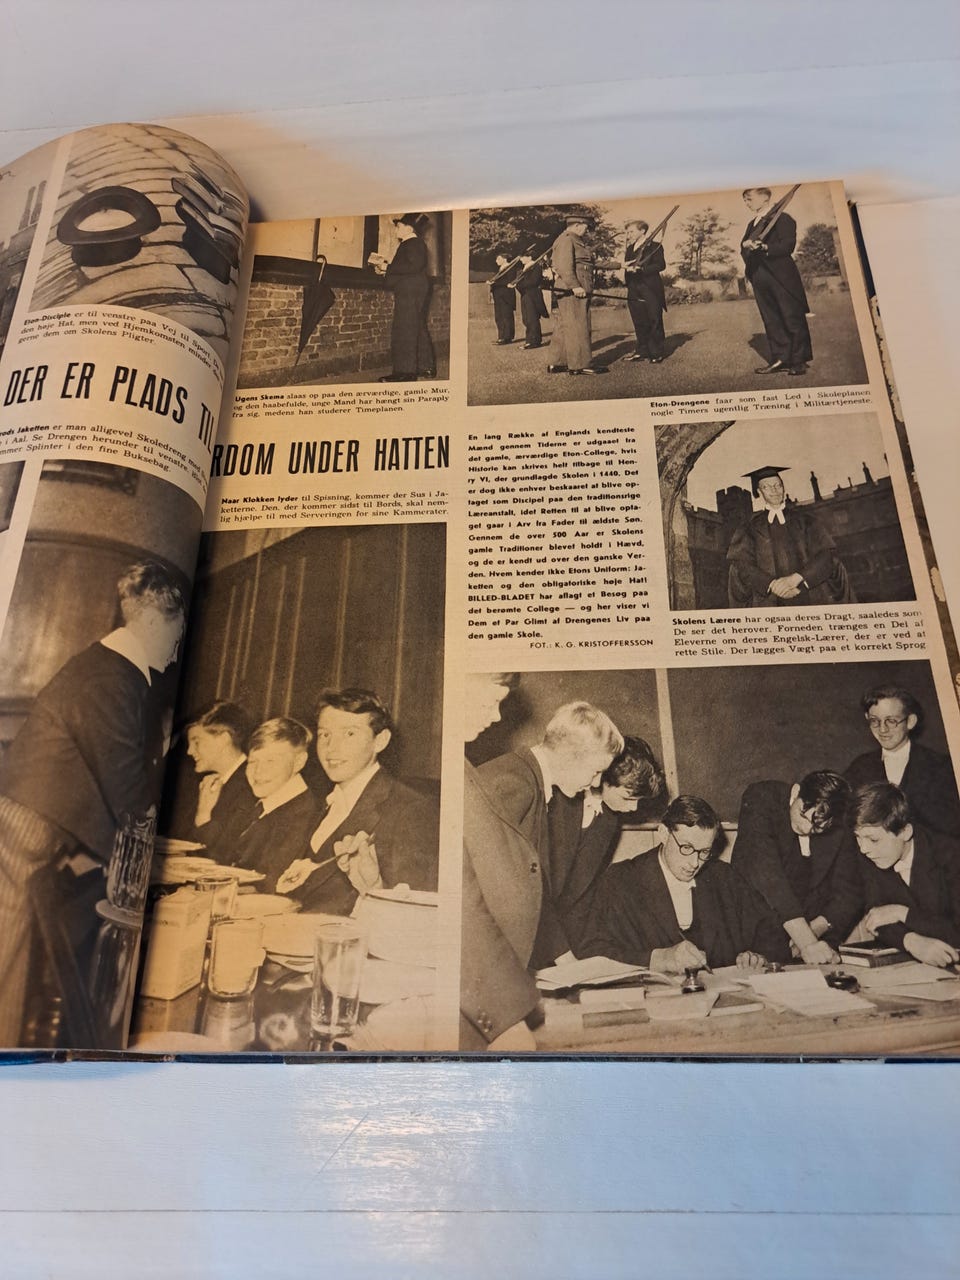 Eton-Disciple er til venstre paa Vej til Sport.
den høje Hat, men ved Hjemkomsten minder
gerne dem om Skolens Pligter.
DER ER PLADS TIL
RDOM UNDER HATTEN
Jaketten er man alligevel Skoledreng med
i Aal. Se Drengen herunder til venstre.
Splinter i den fine Buksebag.
Ugens Skema slaas op paa den ærværdige, gamle Mur,
og den haabefulde, unge Mand har hængt sin Paraply
fra sig, medens han studerer Timeplanen.
Naar Klokken lyder til Spisning, kommer der Sus i Ja-
ketterne. Den, der kommer sidst til Bords, skal nem-
lig hjælpe til med Serveringen for sine Kammerater.
Eton-Drengene faar som fast Led i Skoleplanen
nogle Timers ugentlig Træning i Militærtjeneste.
En lang Række af Englands kendteste
Mænd gennem Tiderne er udgaaet fra
det gamle, ærværdige Eton-College, hvis
Historie kan skrives helt tilbage til Hen-
ry VI, der grundlagde Skolen i 1440. Det
er dog ikke enhver beskaaret at blive op-
taget som Discipel paa den traditionsrige
Læreanstalt, idet Retten til at blive opta-
get gaar i Arv fra Fader til ældste Søn.
Gennem de over 500 Aar er Skolens
gamle Traditioner blevet holdt i Hævd,
og de er kendt ud over den ganske Ver-
den. Hvem kender ikke Etons Uniform: Ja-
ketten og den obligatoriske høje Hat!
BILLED-BLADET har aflagt et Besøg paa
det berømte College — og her viser vi
Dem et Par Glimt af Drengenes Liv paa
den gamle Skole.
FOT.: K. G. KRISTOFFERSSON
Skolens Lærere har ogsaa deres Dragt, saaledes som
De ser det herover. Forneden trænges en Del af
Eleverne om deres Engelsk-Lærer, der er ved at
rette Stile. Der lægges Vægt paa et korrekt Sprog